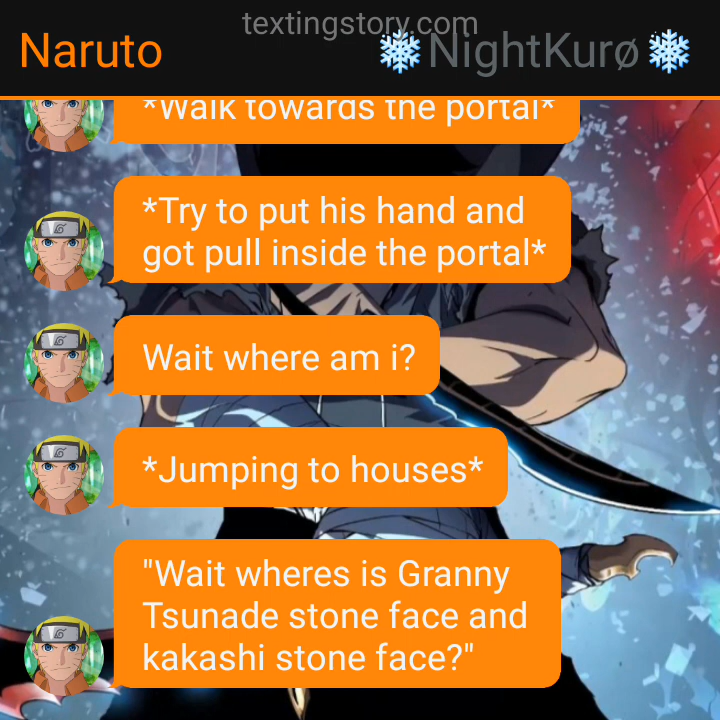 textingstory.com
Naruto
❄NightKurø❄
*Walk towards the portal*
*Try to put his hand and
got pull inside the portal*
Wait where am i?
*Jumping to houses*
"Wait wheres is Granny
Tsunade stone face and
kakashi stone face?"